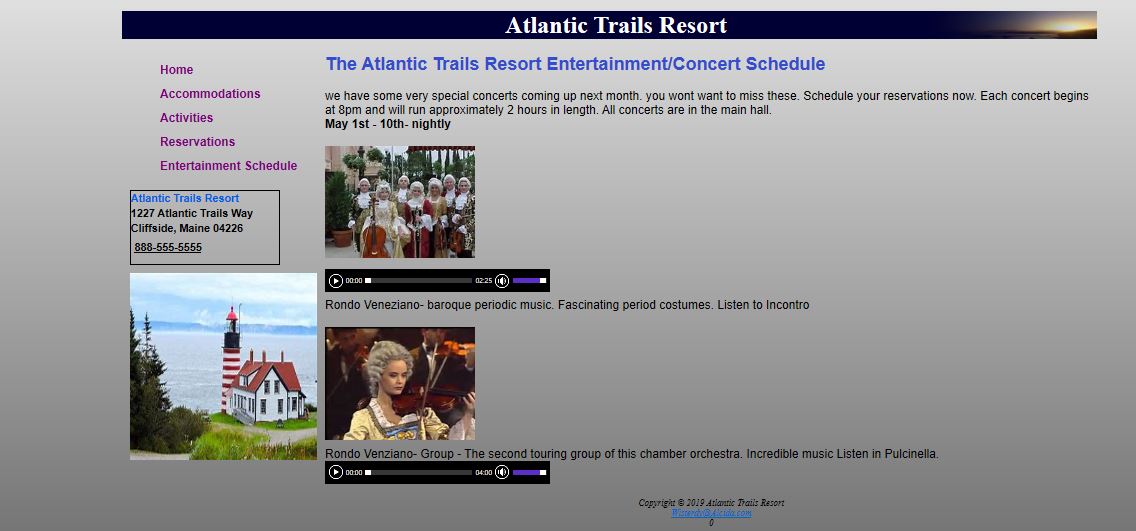 Atlantic Trails Resort
Home
Accommodations
Activities
Reservations
Entertainment Schedule
Atlantic Trails Resort
1227 Atlantic Trails Way
Cliffside, Maine 04226
888-555-5555
The Atlantic Trails Resort Entertainment/Concert Schedule
we have some very special concerts coming up next month. you wont want to miss these. Schedule your reservations now. Each concert begins
at 8pm and will run approximately 2 hours in length. All concerts are in the main hall.
May 1st - 10th- nightly
00:00 02:25
Rondo Veneziano- baroque periodic music. Fascinating period costumes. Listen to Incontro
Rondo Venziano- Group - The second touring group of this chamber orchestra. Incredible music Listen in Pulcinella.
00:00 04:00
Copyright © 2019 Atlantic Trails Resort
Wisterdy@Alcida.com
0